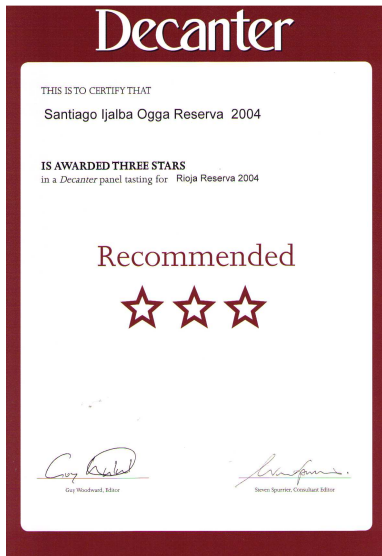 Decanter
THIS IS TO CERTIFY THAT
Santiago Ijalba Ogga Reserva 2004
IS AWARDED THREE STARS
in a Decanter panel tasting for Rioja Reserva 2004
Recommended
Guy Woodward, Editor
Steven Spurrier, Consultant Editor